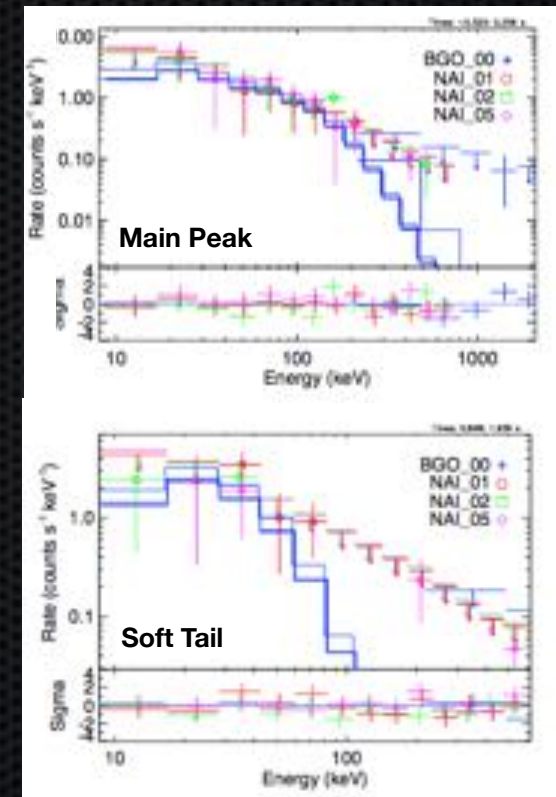 0.00
1.00
0.10
0.01
Rate (counts s⁻¹ keV⁻¹)
BGO_00
NAI_01
NAI_02
NAI_05
Main Peak
10
100
1000
Energy (keV)
Rate (counts s⁻¹ keV⁻¹)
1.0
0.1
BGO_00
NAI_01
NAI_02
NAI_05
Soft Tail
Sigma
10
100
Energy (keV)